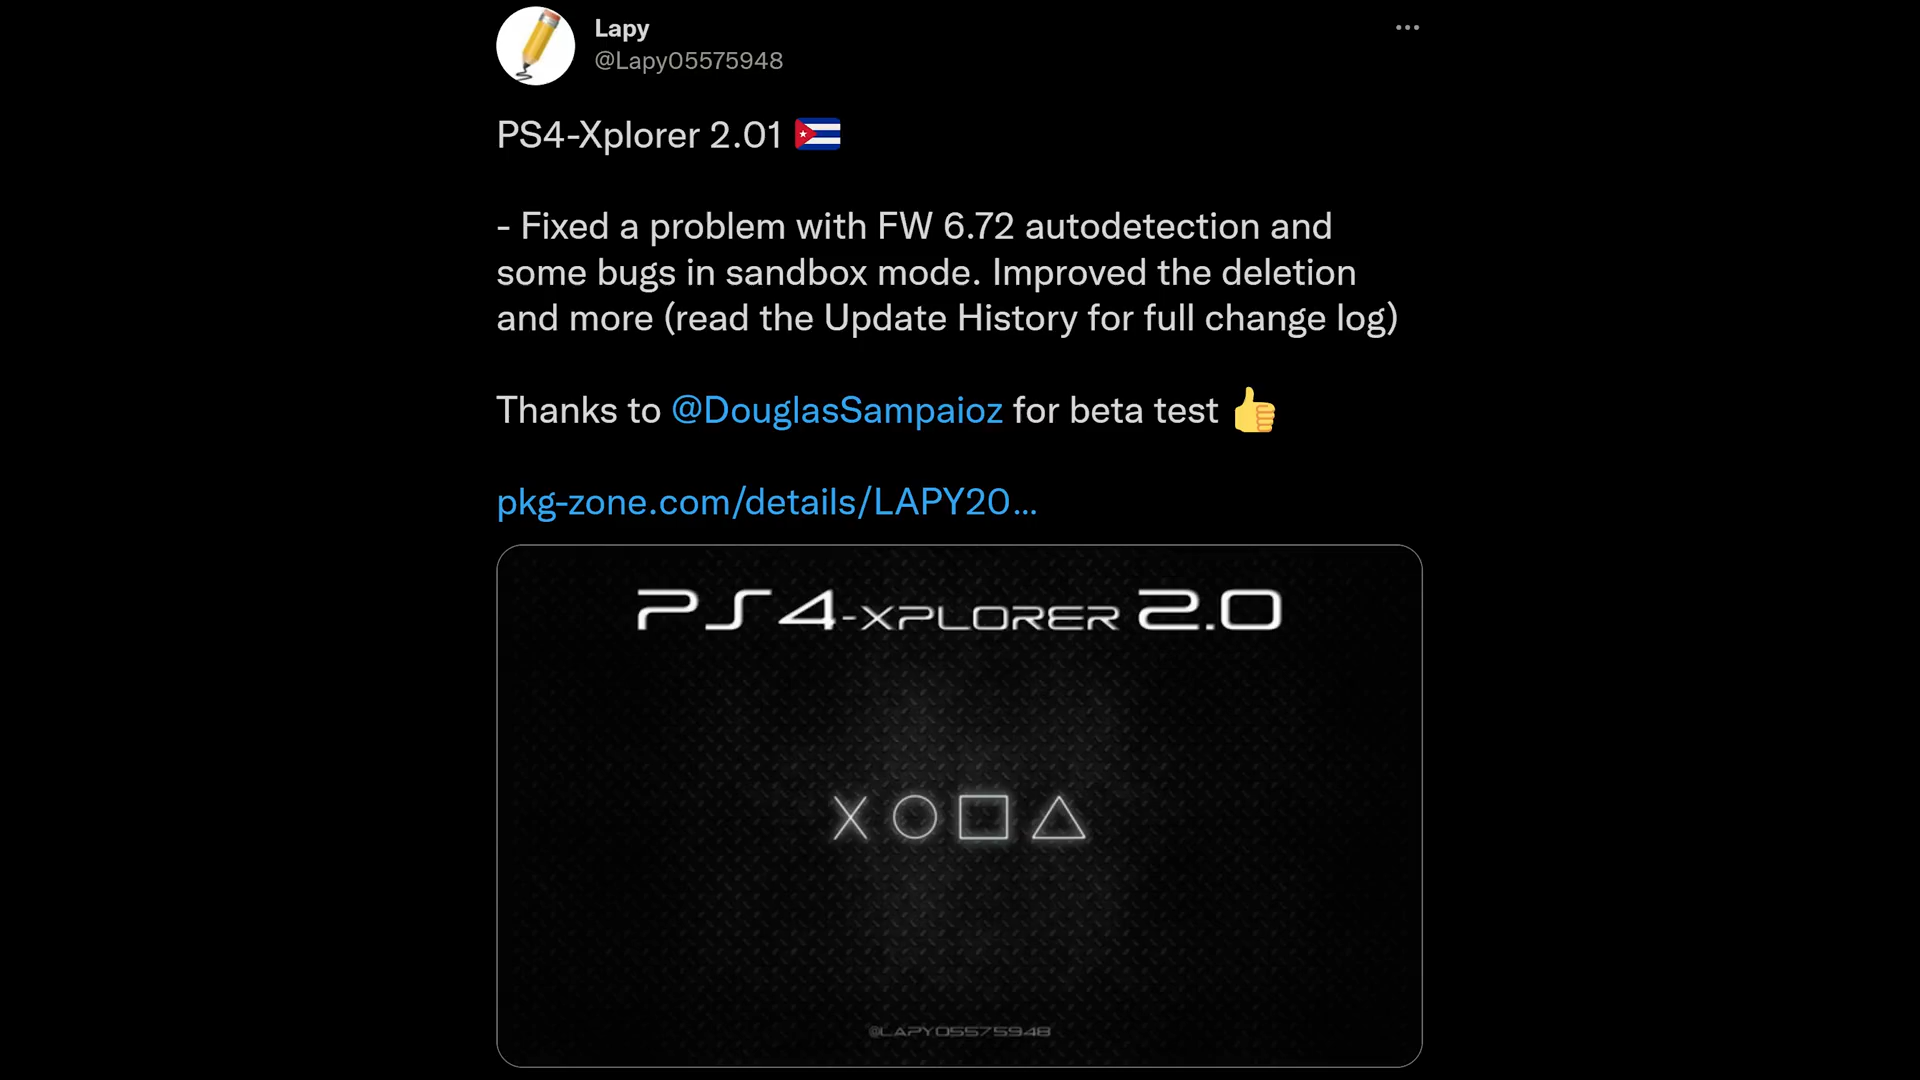 Lapy
@Lapy05575948
PS4-Xplorer 2.01
- Fixed a problem with FW 6.72 autodetection and
some bugs in sandbox mode. Improved the deletion
and more (read the Update History for full change log)
Thanks to @DouglasSampaioz for beta test
pkg-zone.com/details/LAPY20...
PS4-XPLORER 2.0
@LAPY05575948